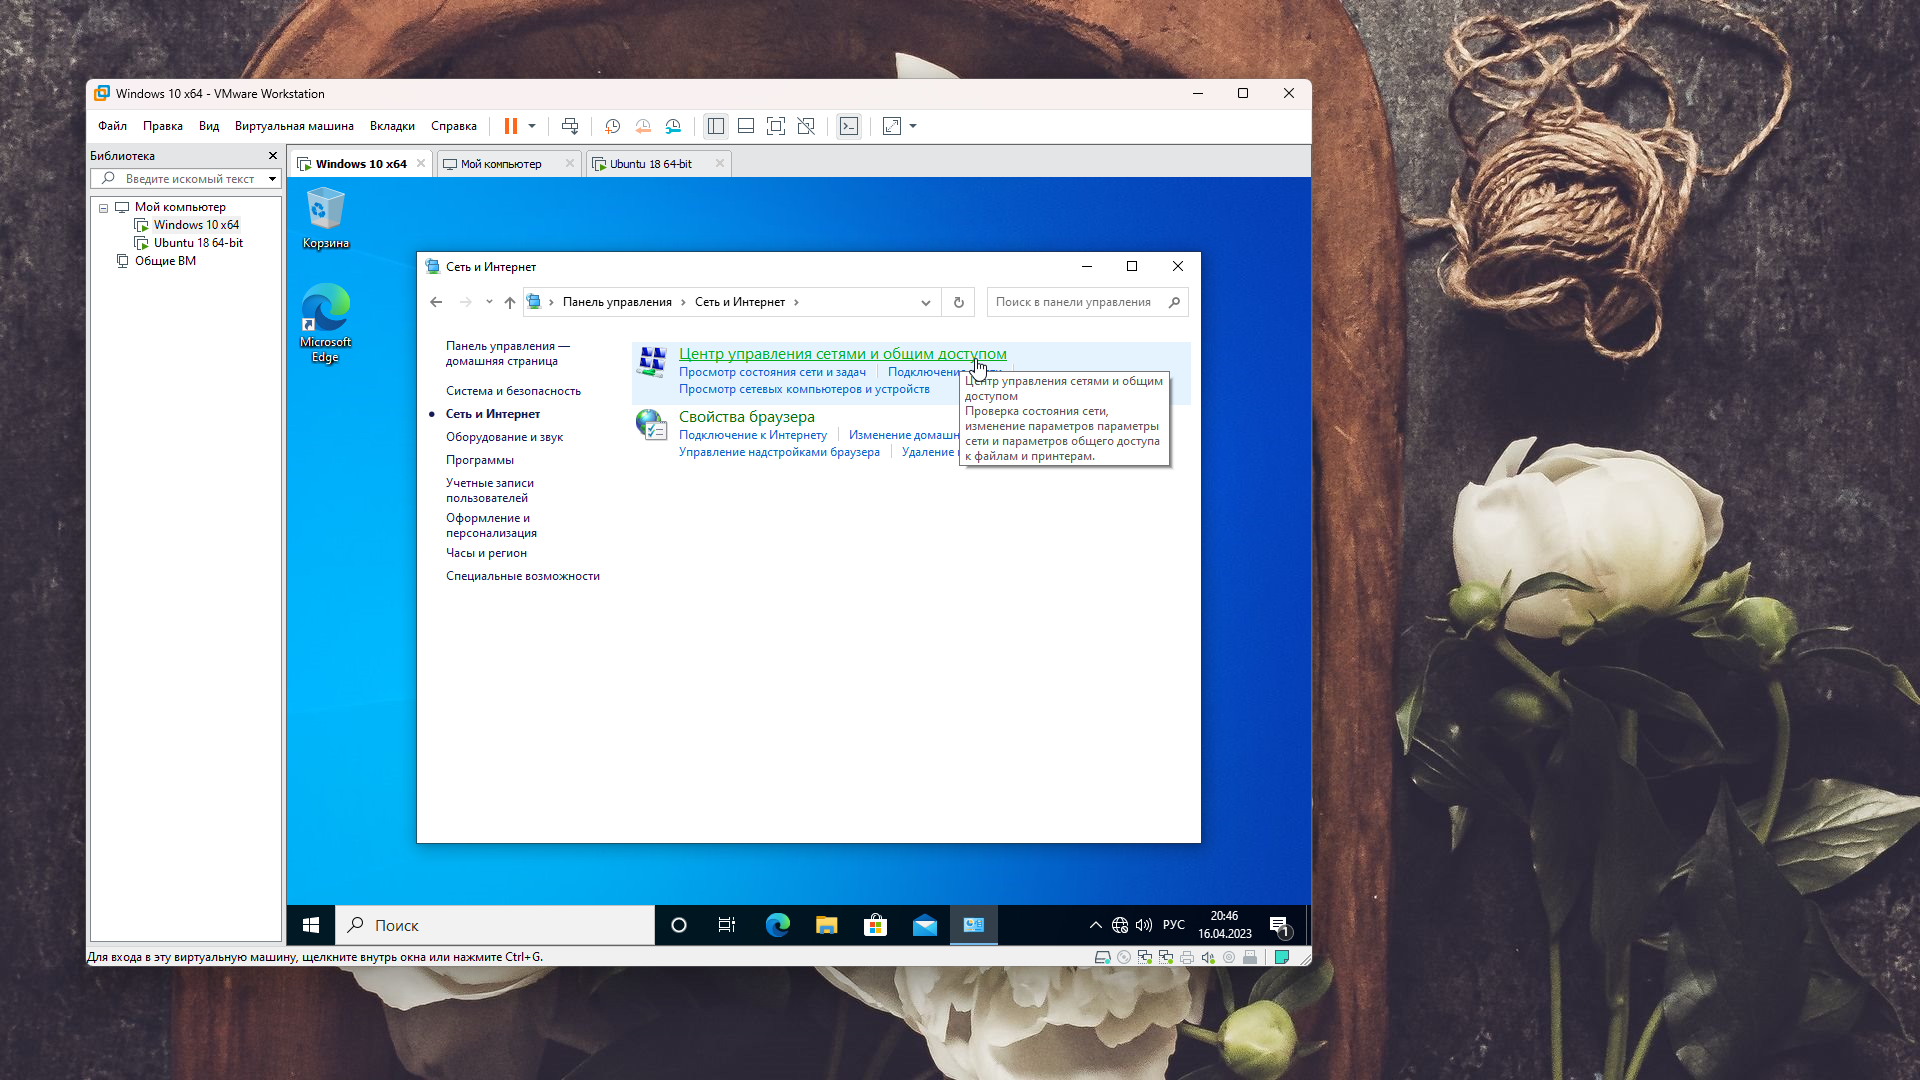 Windows 10 x64 - VMware Workstation
Файл Правка Вид Виртуальная машина Вкладки Справка
Библиотека
Введите искомый текст
Мой компьютер
Windows 10 x64
Ubuntu 18 64-bit
Общие ВМ
Windows 10 x64 Мой компьютер Ubuntu 18 64-bit
Корзина
Microsoft
Edge
Сеть и Интернет
Панель управления Сеть и Интернет
Поиск в панели управления
Панель управления —
домашняя страница
Система и безопасность
Сеть и Интернет
Оборудование и звук
Программы
Учетные записи
пользователей
Оформление и
персонализация
Часы и регион
Специальные возможности
Центр управления сетями и общим доступом
Просмотр состояния сети и задач Подключение
Просмотр сетевых компьютеров и устройств
Свойства браузера
Подключение к Интернету Изменение
Управление надстройками браузера Удаление
Центр управления сетями и общим
доступом
Проверка состояния сети,
изменение параметров параметры
сети и параметров общего доступа
к файлам и принтерам.
Поиск
РУС
20:46
16.04.2023
1
Для входа в эту виртуальную машину, щелкните внутрь окна или нажмите Ctrl+G.